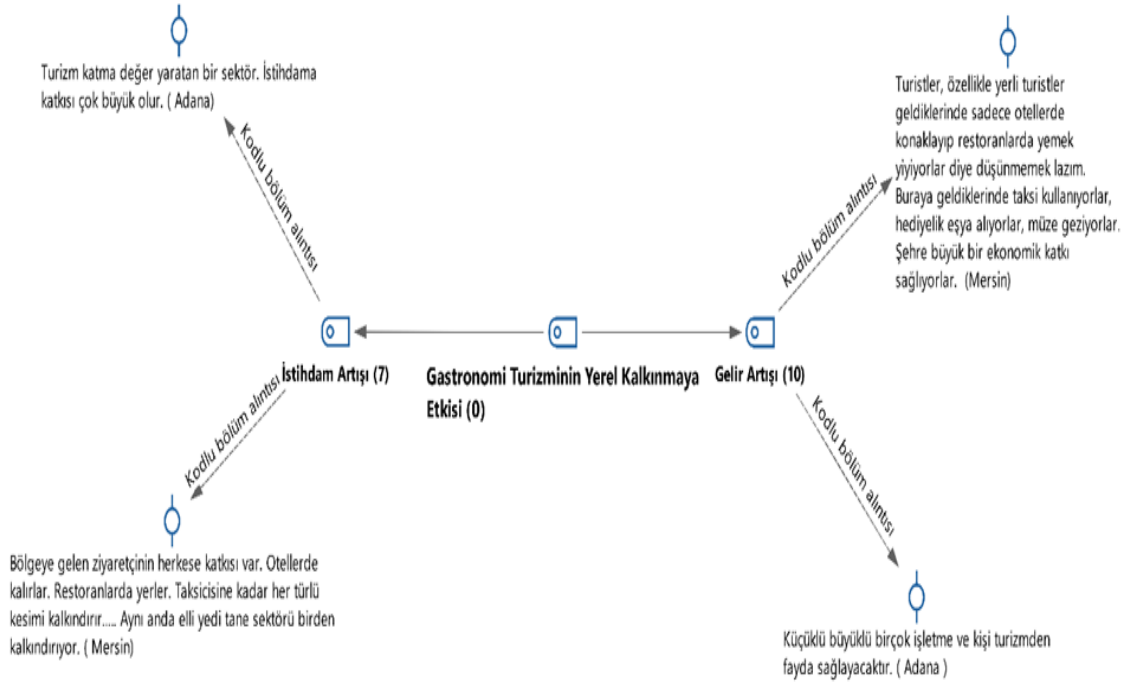 Turizm katma değer yaratan bir sektör. İstihdama
katkısı çok büyük olur. ( Adana)
Kodlu bölüm alıntısı
Turistler, özellikle yerli turistler
geldiklerinde sadece otellerde
konaklayıp restoranlarda yemek
yiyiyorlar diye düşünmemek lazım.
Buraya geldiklerinde taksi kullanıyorlar,
hediyelik eşya alıyorlar, müze geziyorlar.
Şehre büyük bir ekonomik katkı
sağlıyorlar. (Mersin)
Kodlu bölüm alıntısı
İstihdam Artışı (7)
Gastronomi Turizminin Yerel Kalkınmaya
Etkisi (0)
Gelir Artışı (10)
Kodlu bölüm alıntısı
Bölgeye gelen ziyaretçinin herkese katkısı var. Otellerde
kalırlar. Restoranlarda yerler. Taksicisine kadar her türlü
kesimi kalkındırır..... Aynı anda elli yedi tane sektörü birden
kalkındırıyor. ( Mersin)
Kodlu bölüm alıntısı
Küçüklü büyüklü birçok işletme ve kişi turizmden
fayda sağlayacaktır. ( Adana )